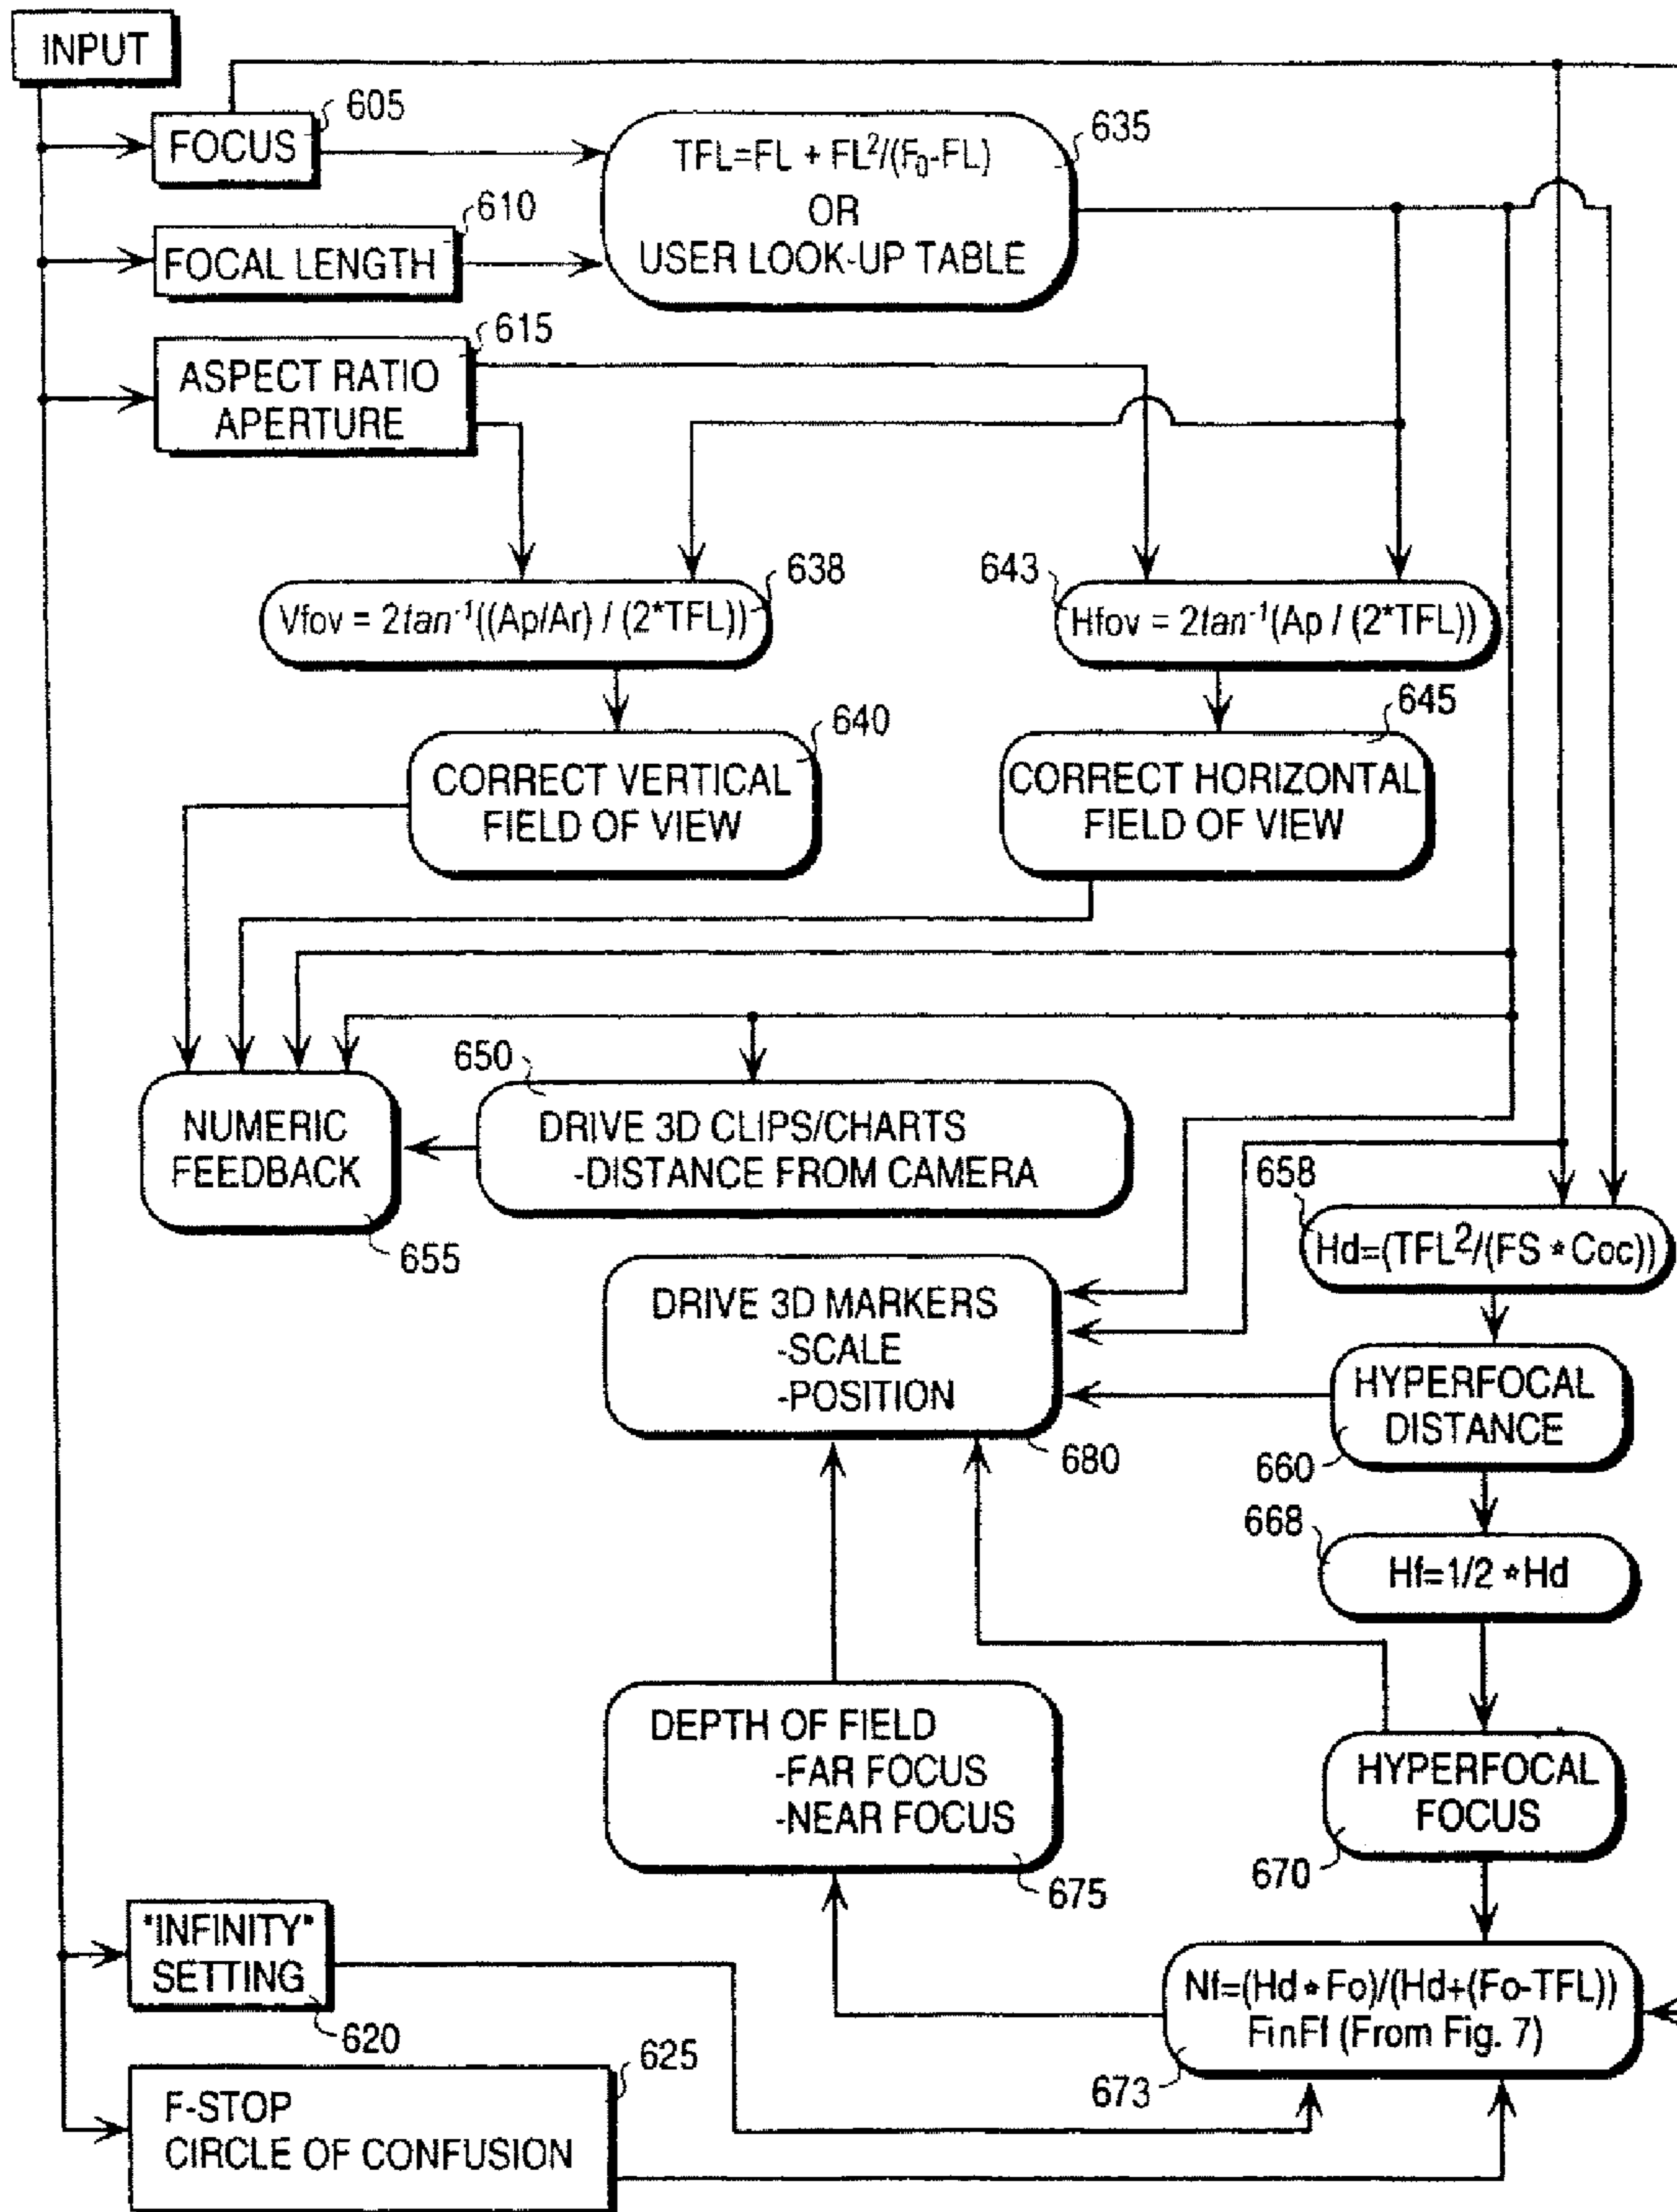 INPUT
FOCUS
605
FOCAL LENGTH
610
ASPECT RATIO
APERTURE
615
TFL=FL + FL²/(F₀-FL)
OR
USER LOOK-UP TABLE
635
Vfov = 2tan⁻¹((Ap/Ar) / (2*TFL))
638
643
Hfov = 2tan⁻¹(Ap / (2*TFL))
CORRECT VERTICAL
FIELD OF VIEW
640
CORRECT HORIZONTAL
FIELD OF VIEW
645
NUMERIC
FEEDBACK
655
650
DRIVE 3D CLIPS/CHARTS
-DISTANCE FROM CAMERA
658
Hd=(TFL²/(FS * Coc))
DRIVE 3D MARKERS
-SCALE
-POSITION
680
HYPERFOCAL
DISTANCE
660
668
Hf=1/2 *Hd
DEPTH OF FIELD
-FAR FOCUS
-NEAR FOCUS
675
HYPERFOCAL
FOCUS
670
"INFINITY"
SETTING
620
Nf=(Hd * Fo)/(Hd+(Fo-TFL))
FinFf (From Fig. 7)
673
F-STOP
CIRCLE OF CONFUSION
625